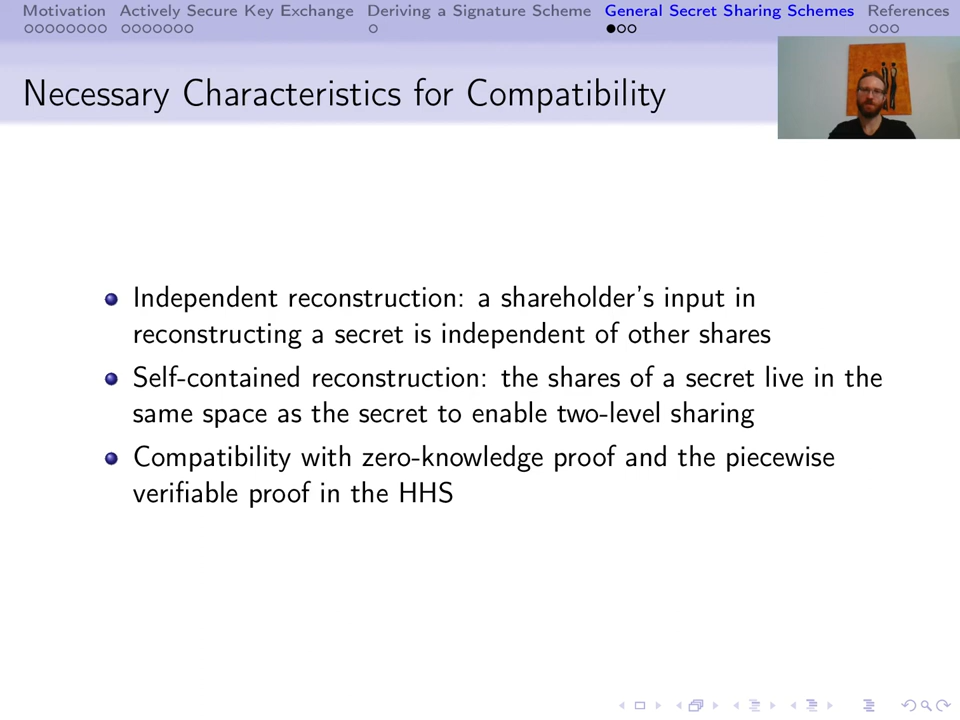 Motivation Actively Secure Key Exchange Deriving a Signature Scheme General Secret Sharing Schemes References
Necessary Characteristics for Compatibility
Independent reconstruction: a shareholder's input in
reconstructing a secret is independent of other shares
Self-contained reconstruction: the shares of a secret live in the
same space as the secret to enable two-level sharing
Compatibility with zero-knowledge proof and the piecewise
verifiable proof in the HHS